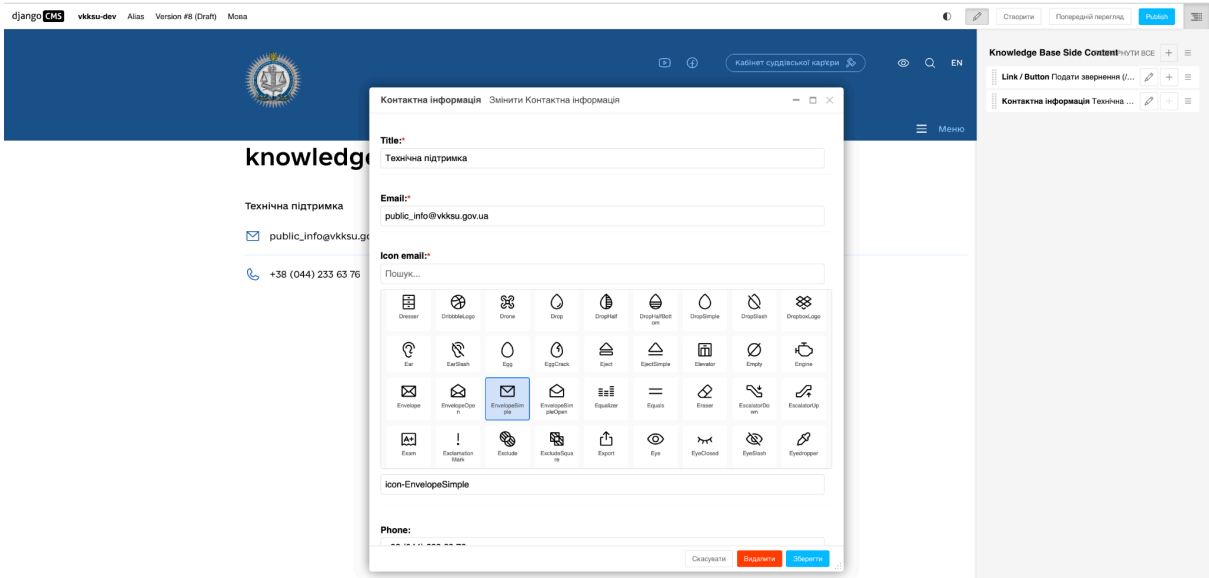 django CMS vkksu-dev Alias Version #8 (Draft) Мова Створити Попередній перегляд Publish
Кабінет суддівської кар'єри EN
Меню
Knowledge Base Side Content РНУТИ ВСЕ
Link / Button Подати звернення (/...
Контактна інформація Технічна ...
knowledg
Технічна підтримка
public_info@vkksu.go
+38 (044) 233 63 76
Контактна інформація Змінити Контактна інформація
Title:*
Технічна підтримка
Email:*
public_info@vkksu.gov.ua
Icon email:*
Пошук...
Dresser DribbbleLogo Drone Drop DropHalf DropHalfBottom DropSimple DropSlash DropboxLogo
Ear EarSlash Egg EggCrack Eject EjectSimple Elevator Empty Engine
Envelope EnvelopeOpen EnvelopeSimple EnvelopeSimpleOpen Equalizer Equals Eraser EscalatorDown EscalatorUp
A+
Exam ExclamationMark Exclude ExcludeSquare Export Eye EyeClosed EyeSlash Eyedropper
icon-EnvelopeSimple
Phone:
Скасувати Видалити Зберегти